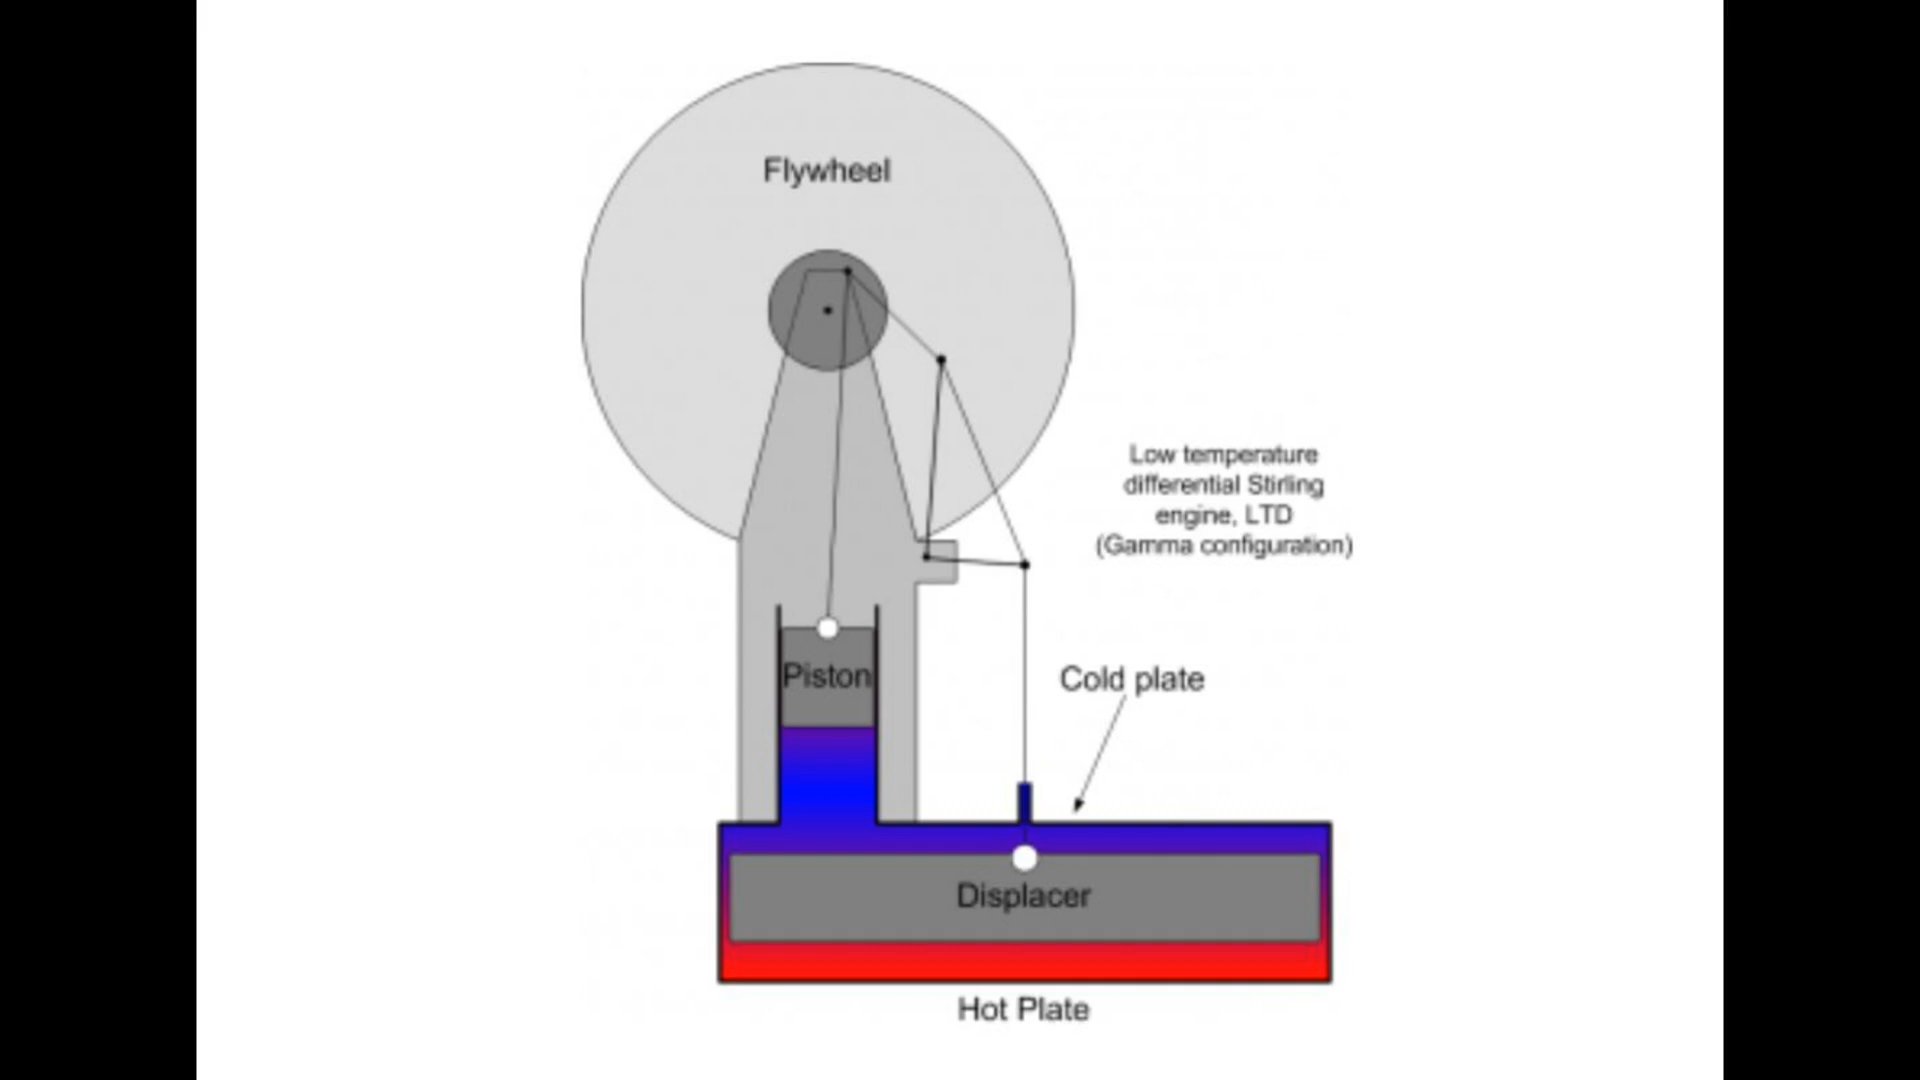 Flywheel
Low temperature
differential Stirling
engine, LTD
(Gamma configuration)
Piston
Cold plate
Displacer
Hot Plate